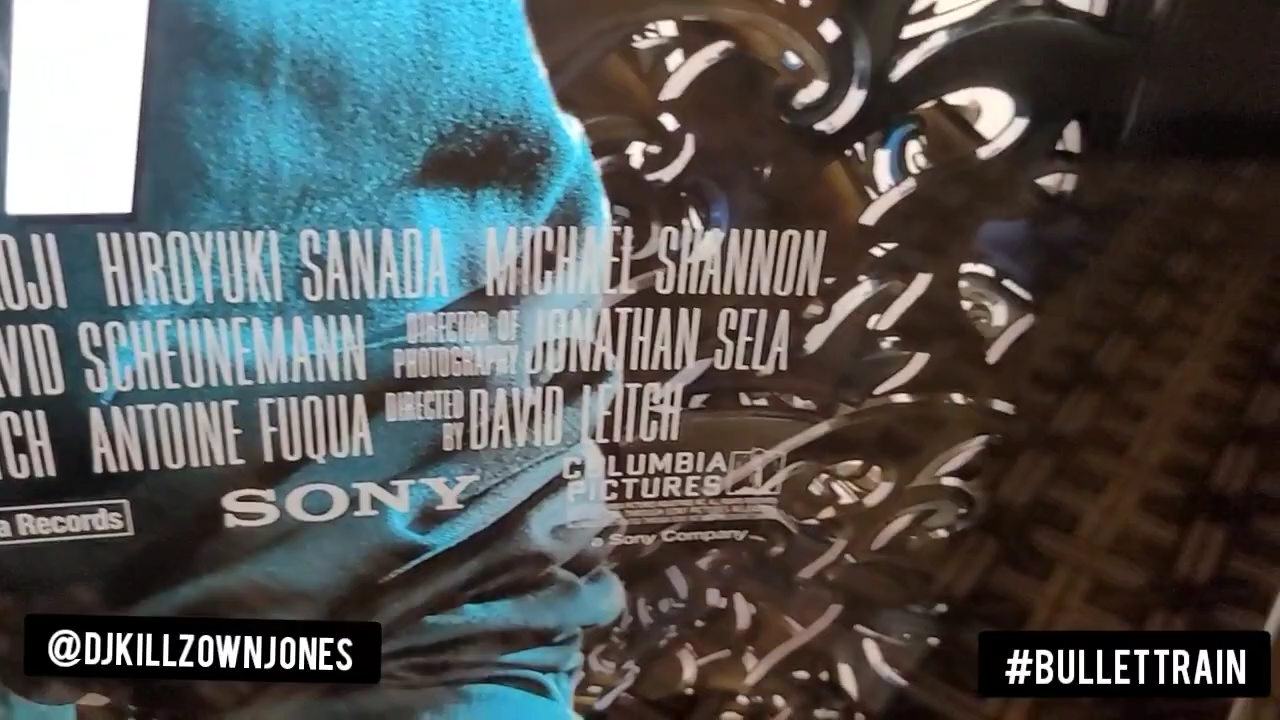 OJI HIROYUKI SANADA MICHAEL SHANNON
VID SCHEUNEMANN DIRECTOR OF PHOTOGRAPHY JONATHAN SELA
TCH ANTOINE FUQUA DIRECTED BY DAVID LEITCH
a Records SONY COLUMBIA PICTURES
a Sony Company
@DJKILLZOWNJONES #BULLETTRAIN